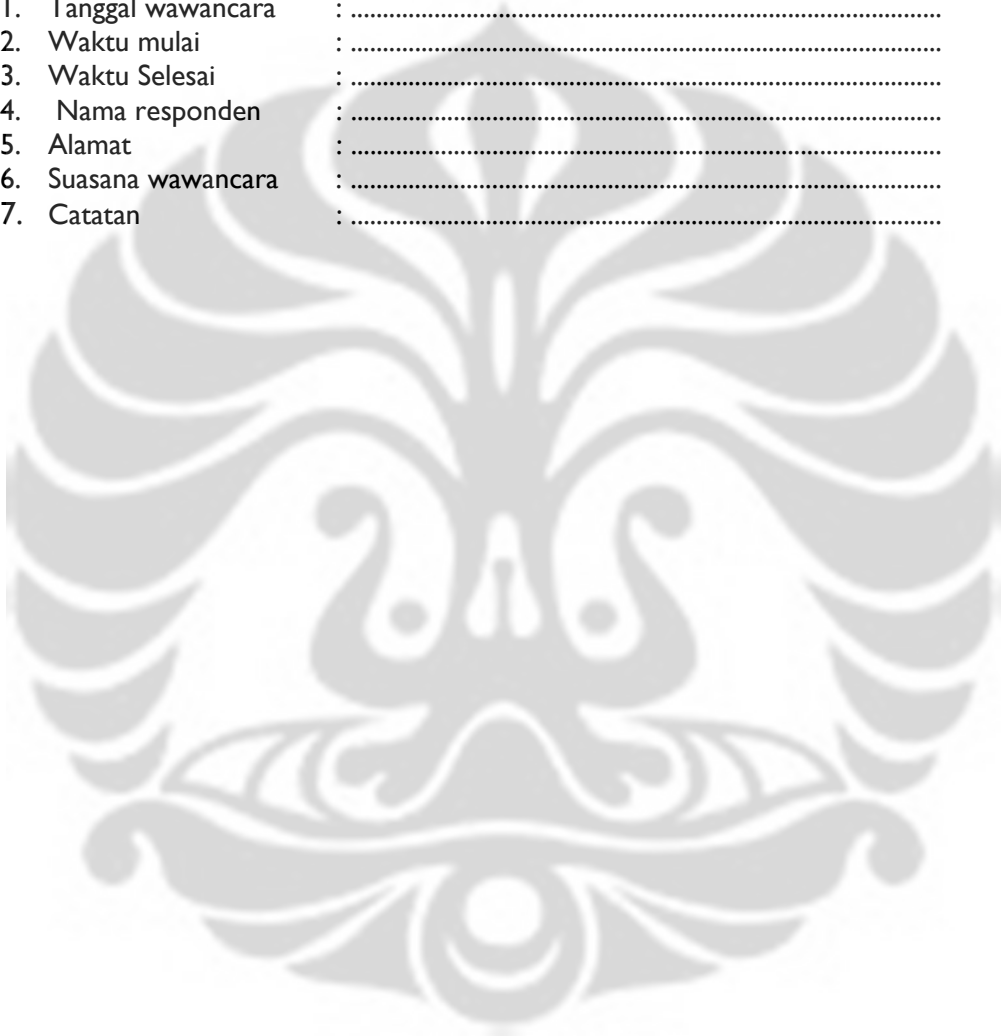 1. Tanggal wawancara : ....................................................................................................
2. Waktu mulai : ....................................................................................................
3. Waktu Selesai : ....................................................................................................
4. Nama responden : ....................................................................................................
5. Alamat : ....................................................................................................
6. Suasana wawancara : ....................................................................................................
7. Catatan : ....................................................................................................